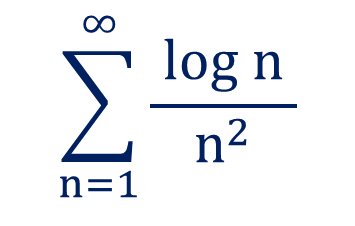 ∞
∑ log n
n=1 n²